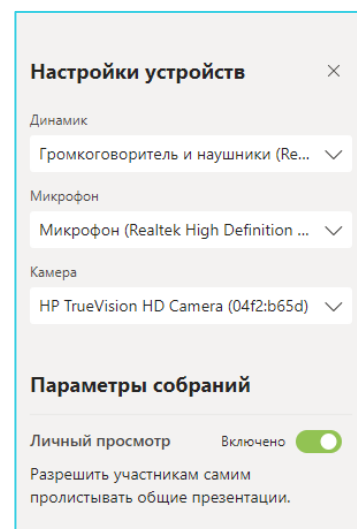 Настройки устройств
Динамик
Громкоговоритель и наушники (Re...
Микрофон
Микрофон (Realtek High Definition ...
Камера
HP TrueVision HD Camera (04f2:b65d)
Параметры собраний
Личный просмотр Включено
Разрешить участникам самим
пролистывать общие презентации.